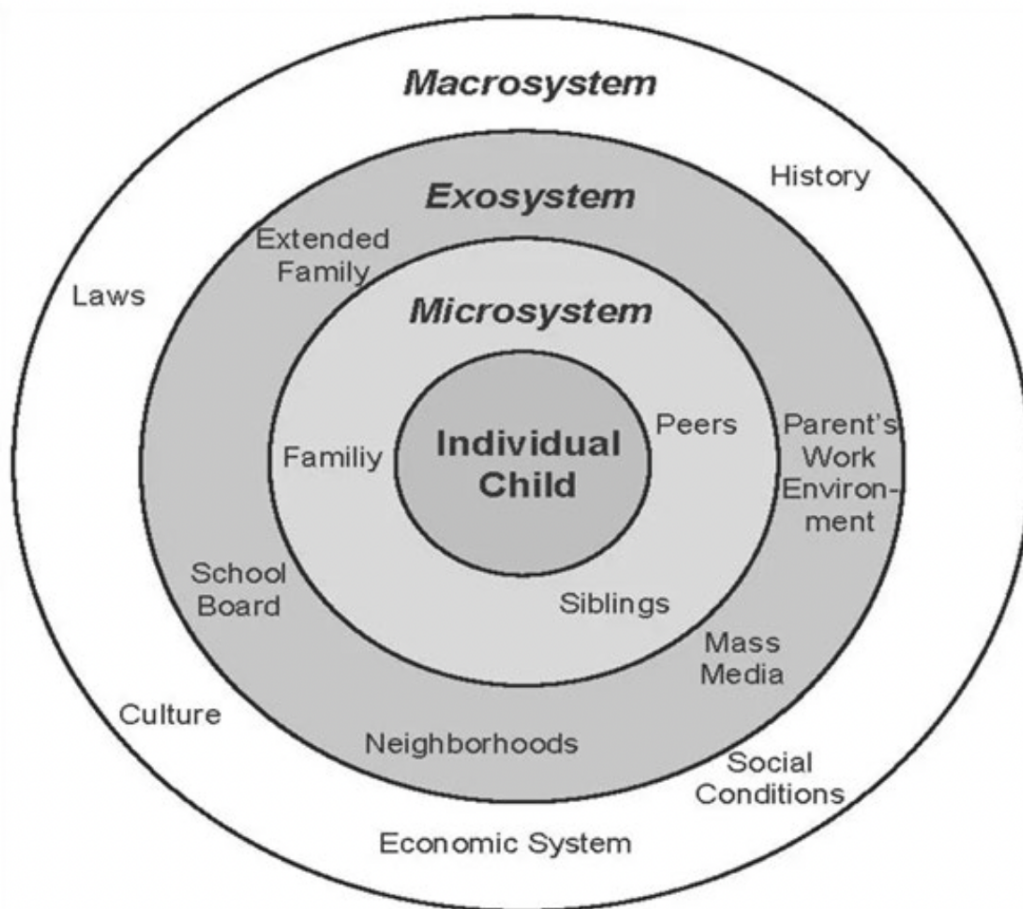 Macrosystem
History
Exosystem
Extended
Family
Laws
Microsystem
Peers
Individual
Child
Familiy
Parent's
Work
Environ-
ment
School
Board
Siblings
Mass
Media
Culture
Neighborhoods
Social
Conditions
Economic System